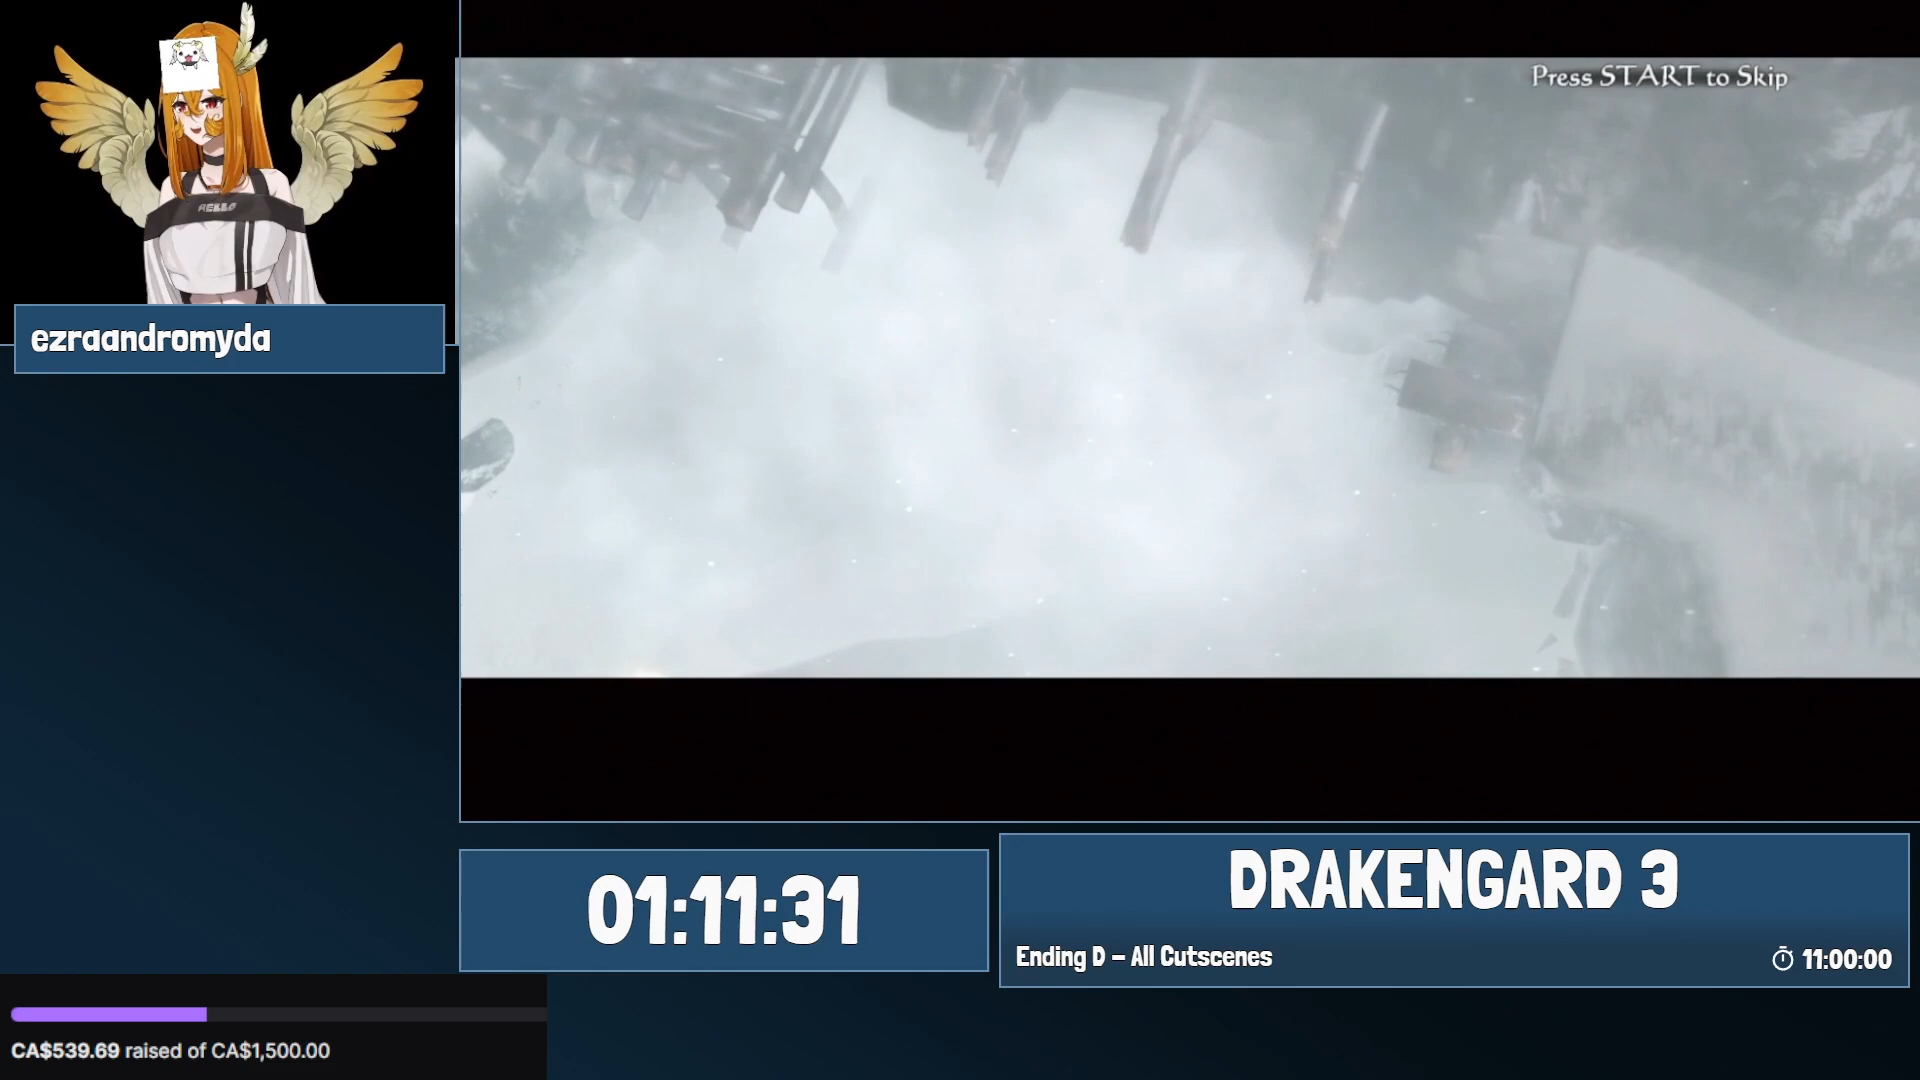 Press START to Skip
HELLO
ezraandromyda
01:11:31
DRAKENGARD 3
Ending D – All Cutscenes
11:00:00
CA$539.69 raised of CA$1,500.00